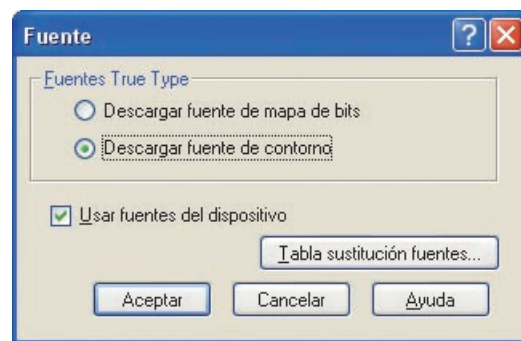 Fuente
Fuentes True Type
Descargar fuente de mapa de bits
Descargar fuente de contorno
Usar fuentes del dispositivo
Tabla sustitución fuentes...
Aceptar
Cancelar
Ayuda